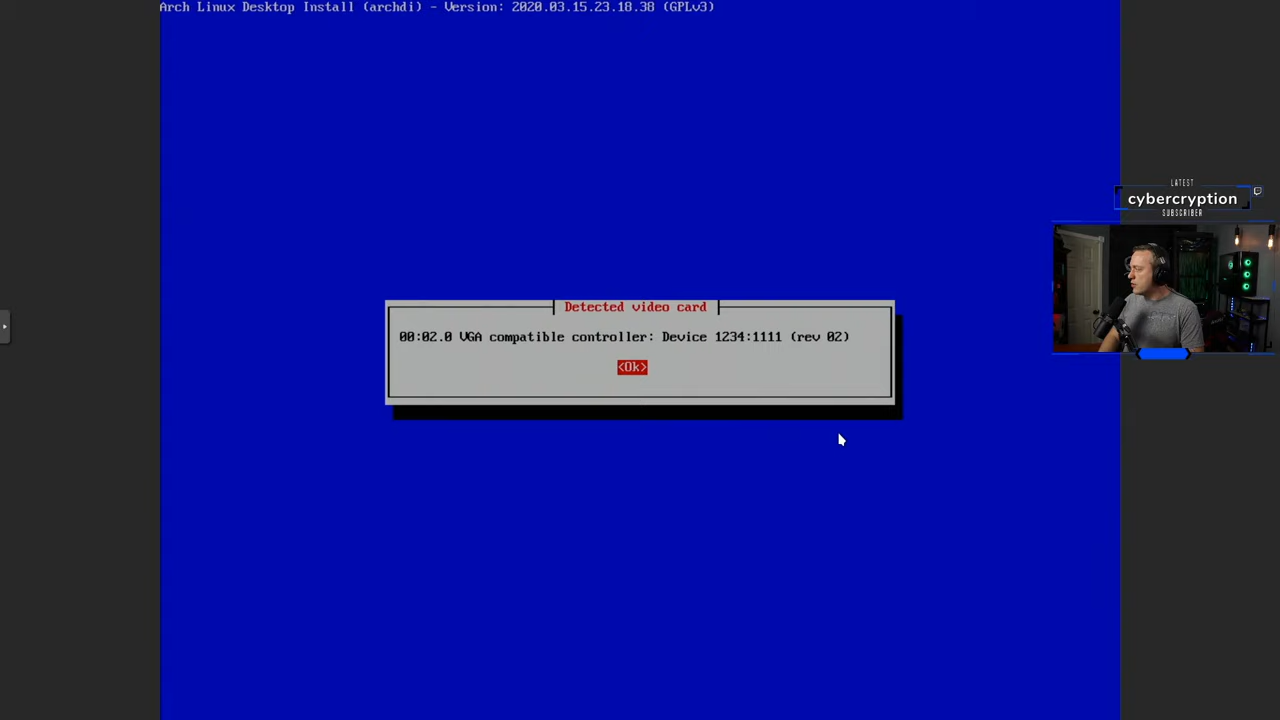 Arch Linux Desktop Install (archdi) - Version: 2020.03.15.23.18.38 (GPLv3)
LATEST
cybercryption
SUBSCRIBER
Detected video card
00:02.0 VGA compatible controller: Device 1234:1111 (rev 02)
<Ok>